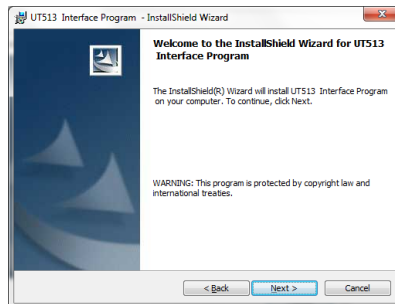 UT513 Interface Program - InstallShield Wizard
Welcome to the InstallShield Wizard for UT513
Interface Program
The InstallShield(R) Wizard will install UT513 Interface Program
on your computer. To continue, click Next.
WARNING: This program is protected by copyright law and
international treaties.
< Back Next > Cancel